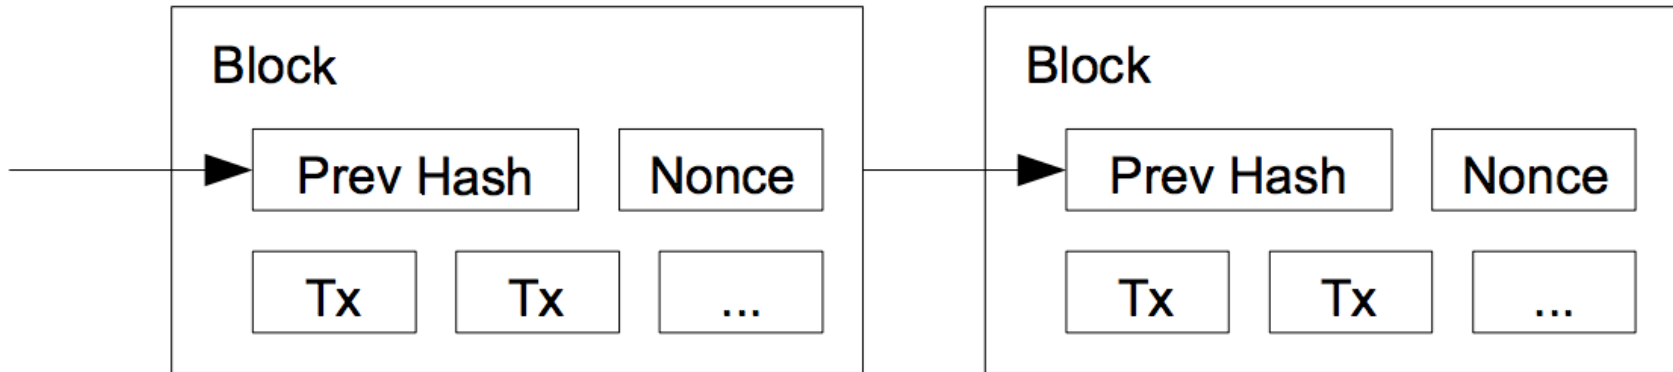 Block
Prev Hash
Nonce
Tx
Tx
...
Block
Prev Hash
Nonce
Tx
Tx
...